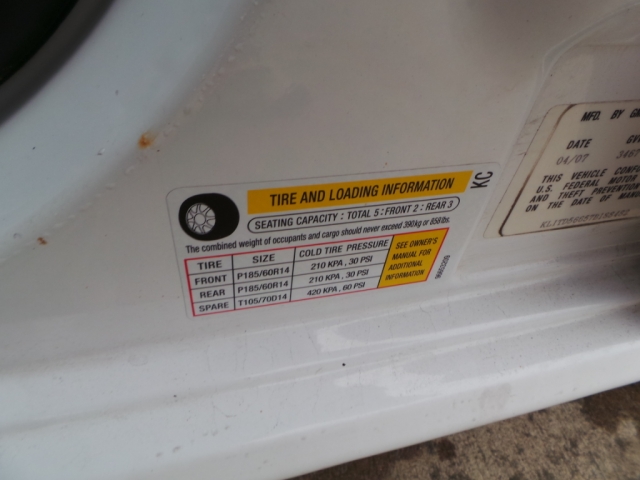 TIRE AND LOADING INFORMATION
KC
SEATING CAPACITY : TOTAL 5 : FRONT 2 : REAR 3
The combined weight of occupants and cargo should never exceed 390kg or 858 lbs.
TIRE SIZE COLD TIRE PRESSURE
FRONT P185/60R14 210 KPA , 30 PSI
REAR P185/60R14 210 KPA , 30 PSI
SPARE T105/70D14 420 KPA , 60 PSI
SEE OWNER'S
MANUAL FOR
ADDITIONAL
INFORMATION
MFD. BY
DATE
04/07
THIS VEHICLE
U.S. FEDERAL MOTOR
AND THEFT PREVENTION
ON THE DATE OF